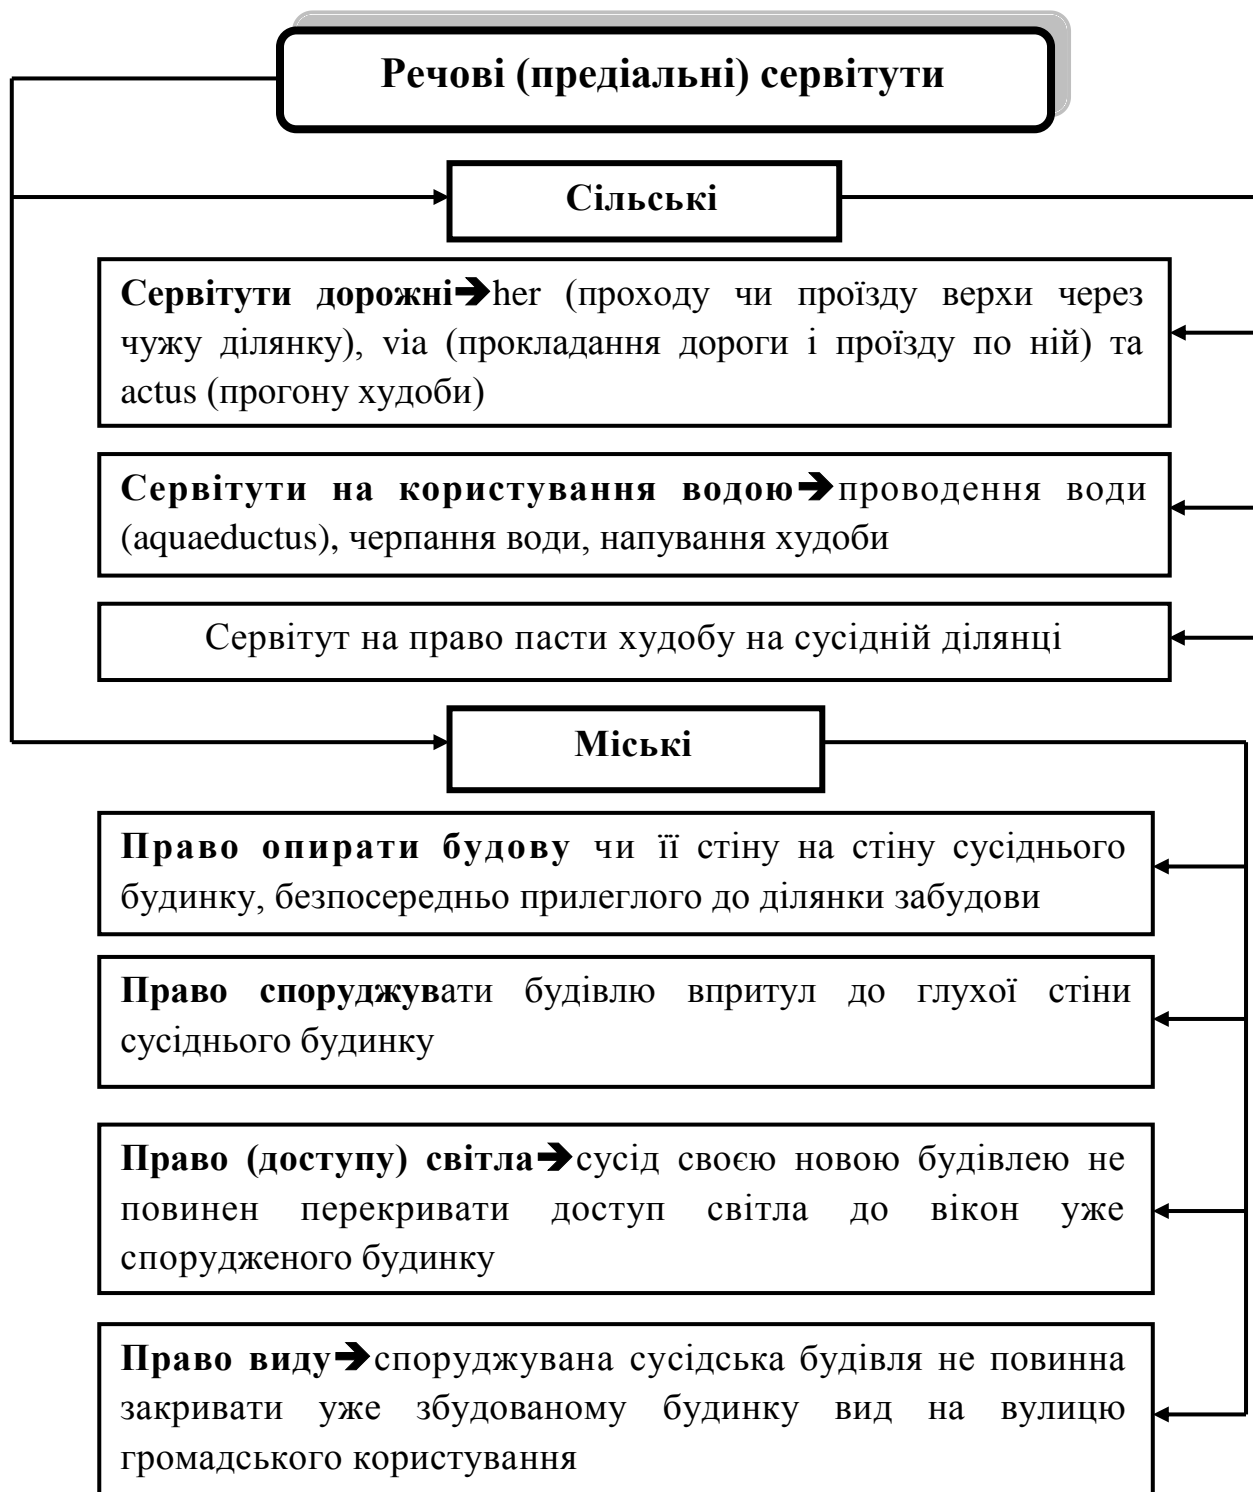 Речові (предіальні) сервітути
Сільські
Сервітути дорожні➔her (проходу чи проїзду верхи через
чужу ділянку), via (прокладання дороги і проїзду по ній) та
actus (прогону худоби)
Сервітути на користування водою➔проводення води
(aquaeductus), черпання води, напування худоби
Сервітут на право пасти худобу на сусідній ділянці
Міські
Право опирати будову чи її стіну на стіну сусіднього
будинку, безпосередньо прилеглого до ділянки забудови
Право споруджувати будівлю впритул до глухої стіни
сусіднього будинку
Право (доступу) світла➔сусід своєю новою будівлею не
повинен перекривати доступ світла до вікон уже
спорудженого будинку
Право виду➔споруджувана сусідська будівля не повинна
закривати уже збудованому будинку вид на вулицю
громадського користування